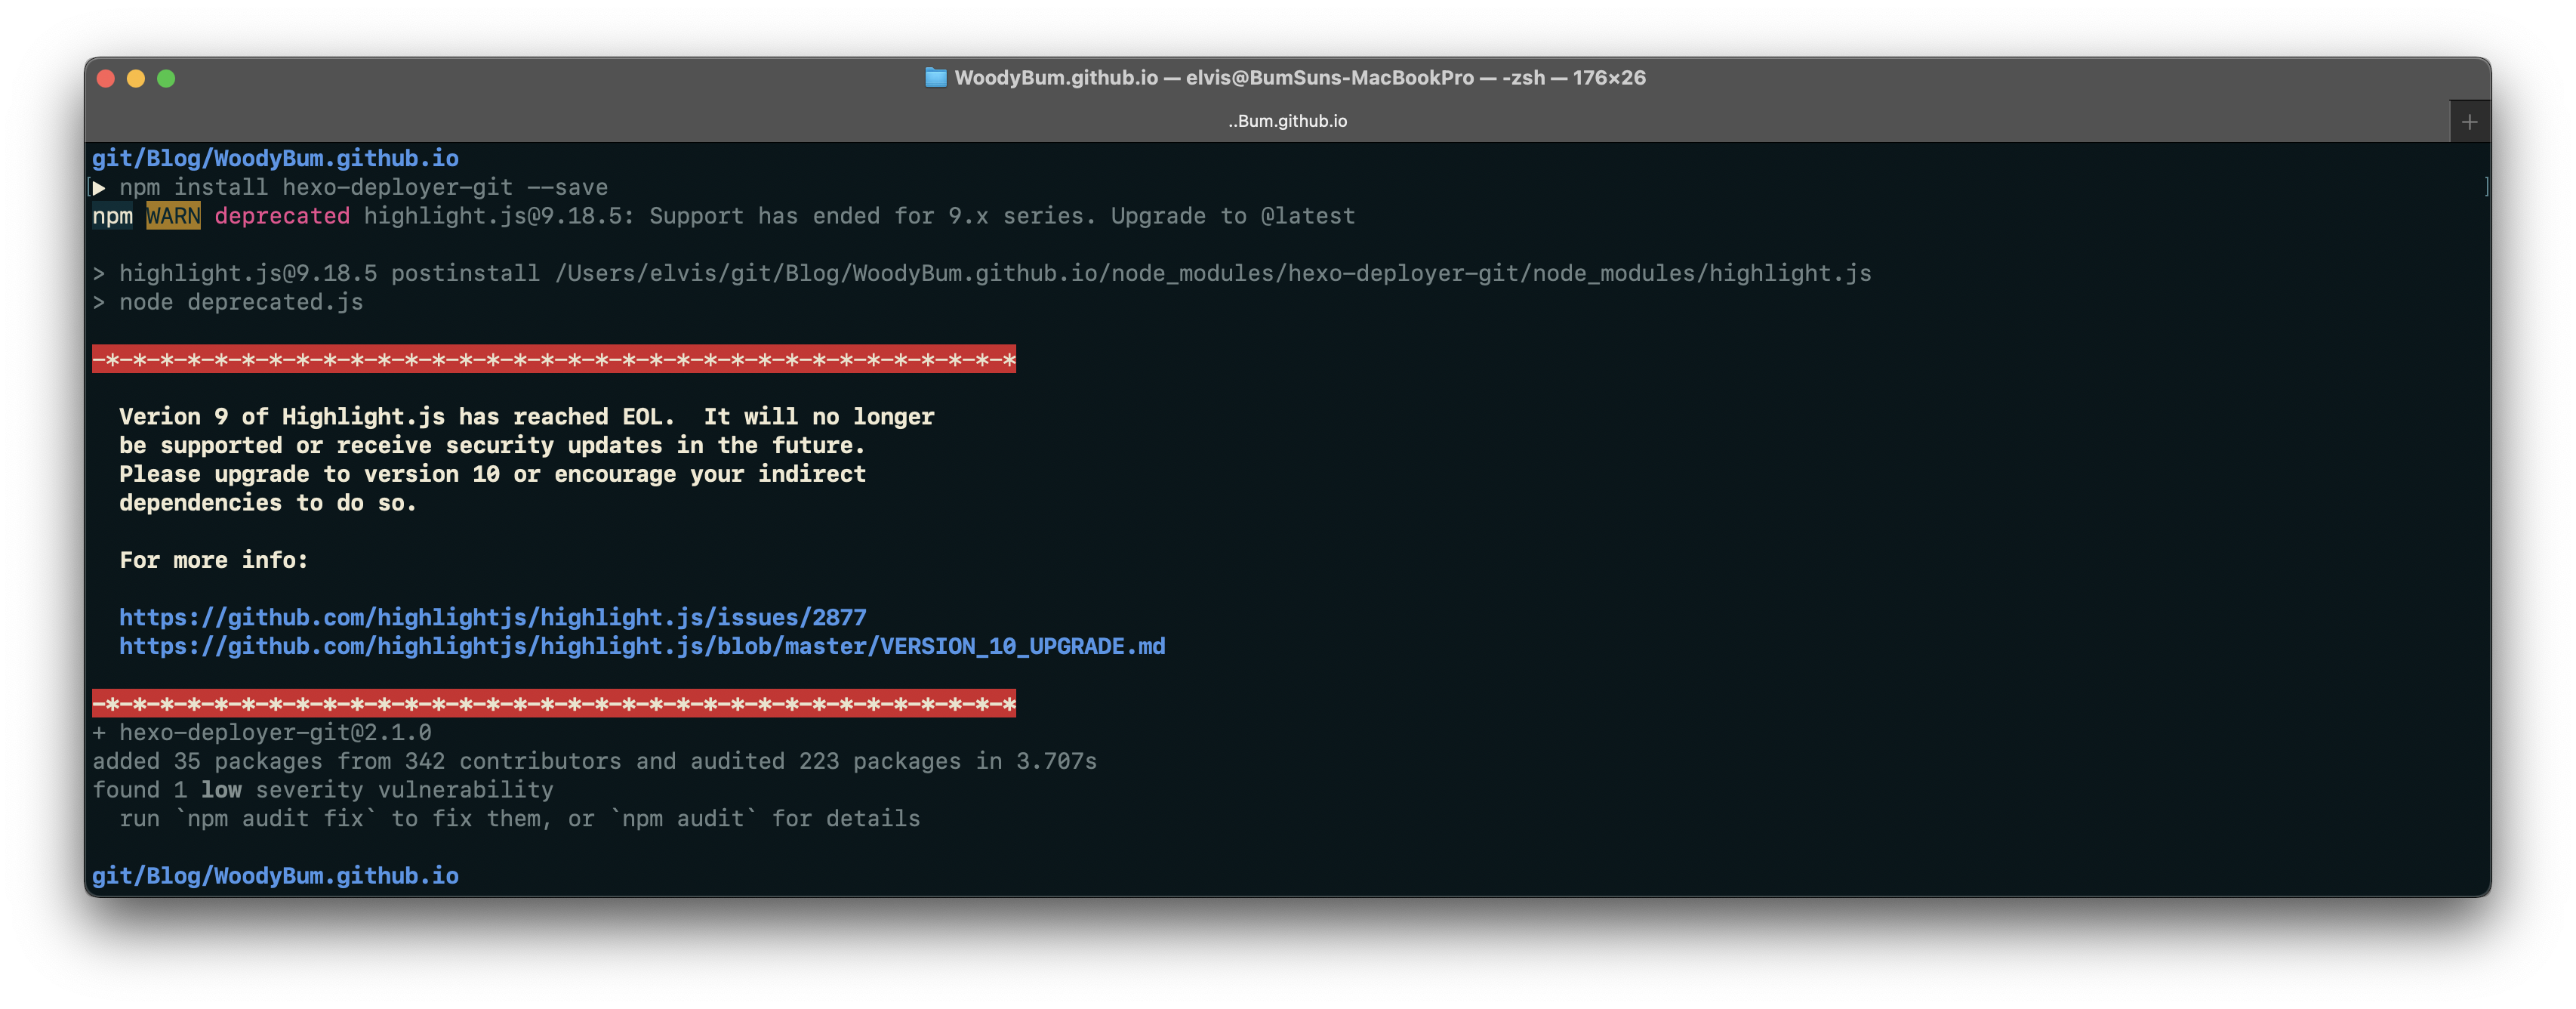 WoodyBum.github.io — elvis@BumSuns-MacBookPro — -zsh — 176×26
..Bum.github.io
git/Blog/WoodyBum.github.io
[▶ npm install hexo-deployer-git --save ]
npm WARN deprecated highlight.js@9.18.5: Support has ended for 9.x series. Upgrade to @latest
> highlight.js@9.18.5 postinstall /Users/elvis/git/Blog/WoodyBum.github.io/node_modules/hexo-deployer-git/node_modules/highlight.js
> node deprecated.js
-*-*-*-*-*-*-*-*-*-*-*-*-*-*-*-*-*-*-*-*-*-*-*-*-*-*-*-*-*-*-*-*-*-*
Verion 9 of Highlight.js has reached EOL.  It will no longer
be supported or receive security updates in the future.
Please upgrade to version 10 or encourage your indirect
dependencies to do so.
For more info:
https://github.com/highlightjs/highlight.js/issues/2877
https://github.com/highlightjs/highlight.js/blob/master/VERSION_10_UPGRADE.md
-*-*-*-*-*-*-*-*-*-*-*-*-*-*-*-*-*-*-*-*-*-*-*-*-*-*-*-*-*-*-*-*-*-*
+ hexo-deployer-git@2.1.0
added 35 packages from 342 contributors and audited 223 packages in 3.707s
found 1 low severity vulnerability
run `npm audit fix` to fix them, or `npm audit` for details
git/Blog/WoodyBum.github.io